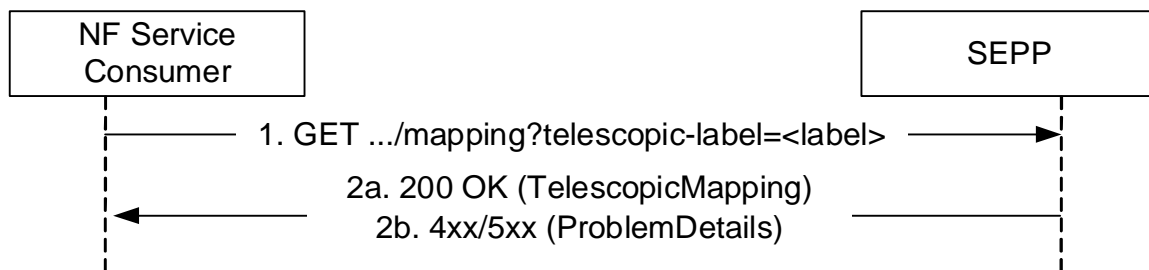 NF Service
Consumer
SEPP
1. GET .../mapping?telescopic-label=<label>
2a. 200 OK (TelescopicMapping)
2b. 4xx/5xx (ProblemDetails)